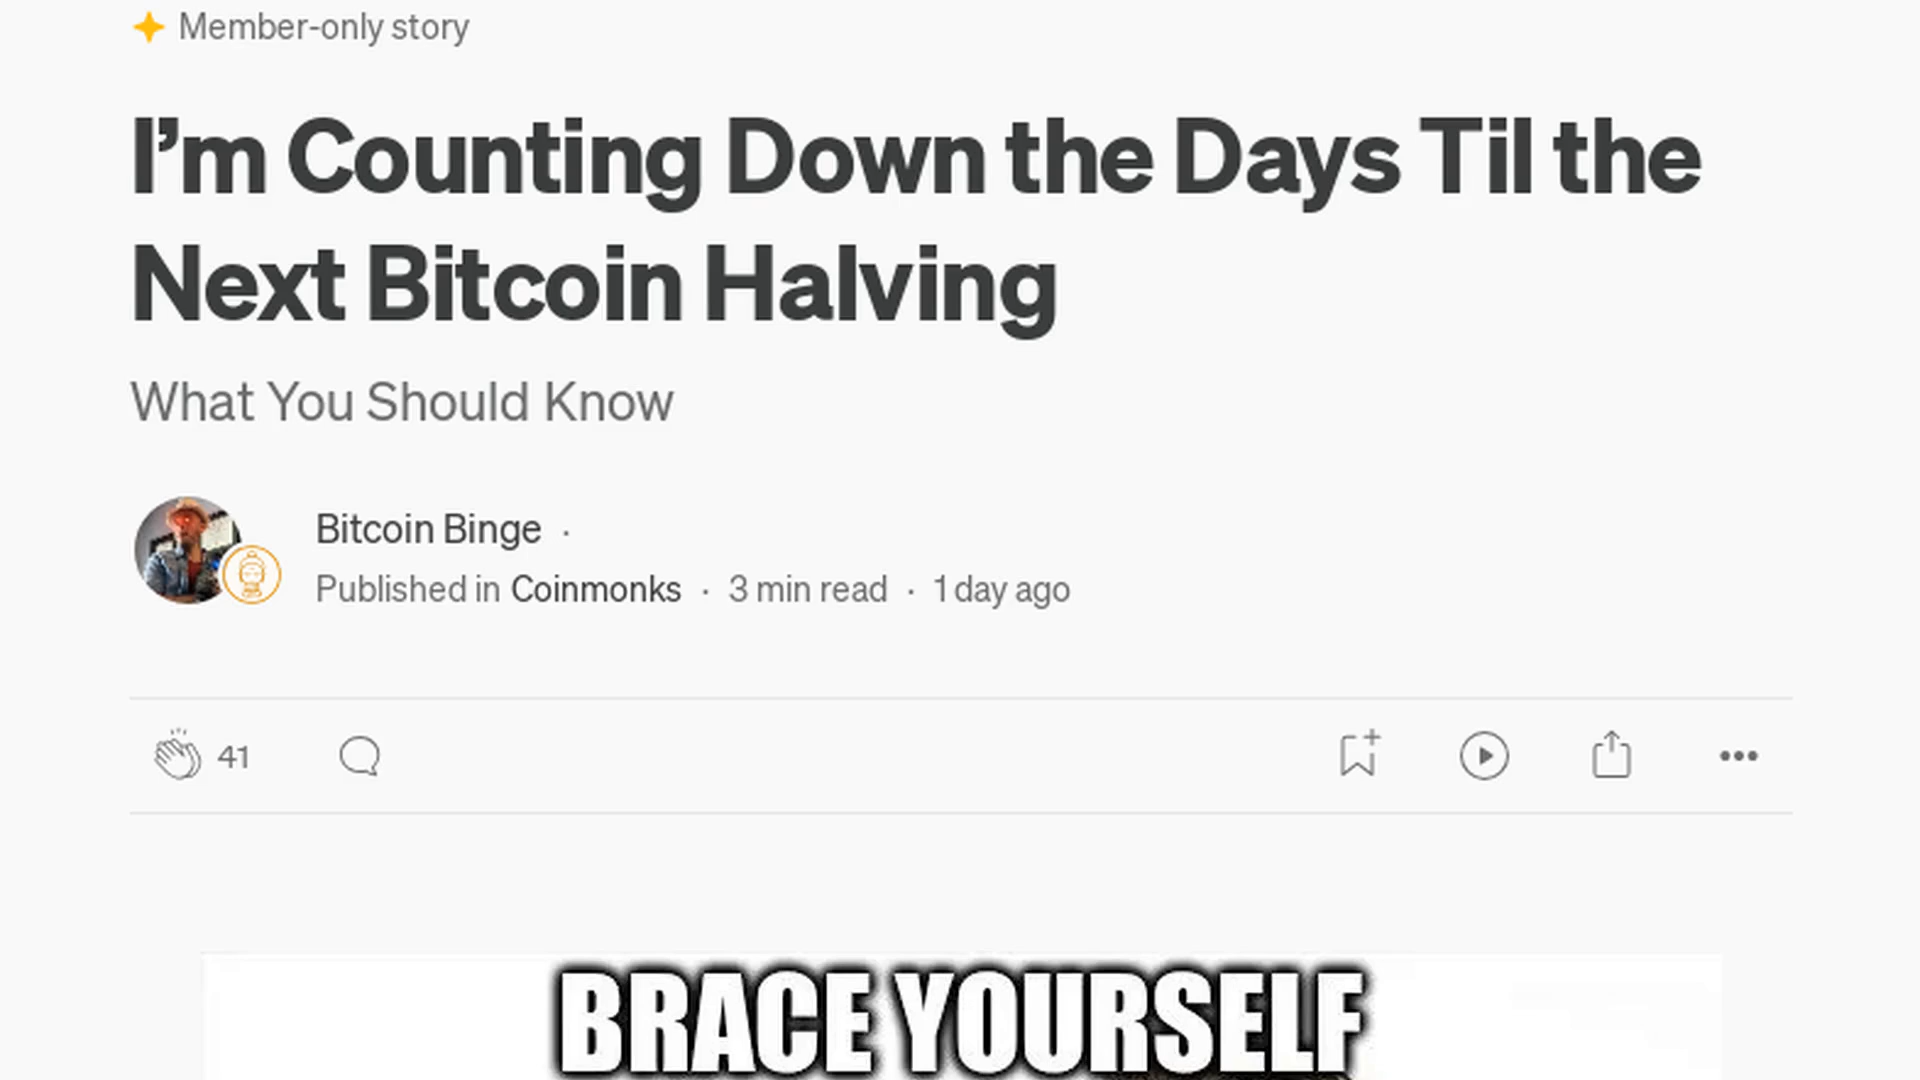 Member-only story
I’m Counting Down the Days Til the
Next Bitcoin Halving
What You Should Know
Bitcoin Binge ·
Published in Coinmonks · 3 min read · 1 day ago
41
BRACE YOURSELF